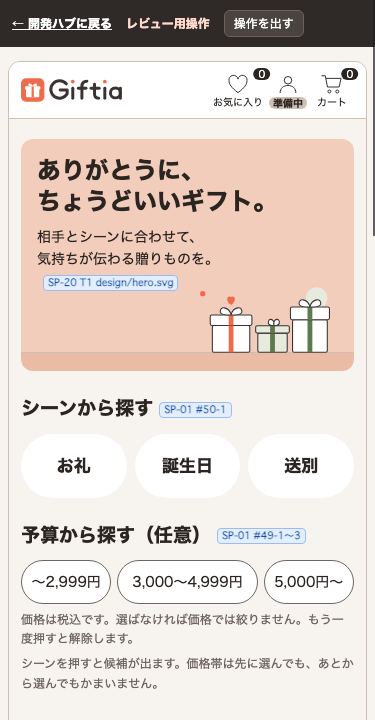 ← 開発ハブに戻る レビュー用操作 操作を出す
Giftia
0 0
お気に入り 準備中 カート
ありがとうに、
ちょうどいいギフト。
相手とシーンに合わせて、
気持ちが伝わる贈りものを。
SP-20 T1 design/hero.svg
シーンから探す SP-01 #50-1
お礼 誕生日 送別
予算から探す（任意） SP-01 #49-1〜3
〜2,999円 3,000〜4,999円 5,000円〜
価格は税込です。選ばなければ価格では絞りません。もう一
度押すと解除します。
シーンを押すと候補が出ます。価格帯は先に選んでも、あとか
ら選んでもかまいません。